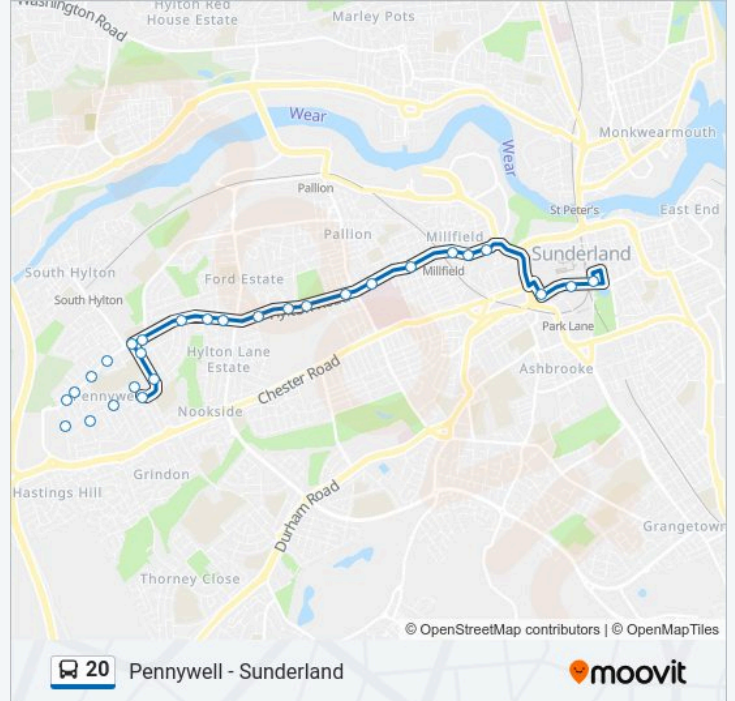 Washington Road
Hylton Red
House Estate
Marley Pots
Wear
Wear
Monkwearmouth
Pallion
St Peter's
East End
Pallion
Millfield
Sunderland
South Hylton
Ford Estate
Millfield
South Hylton
Park Lane
Hylton Lane
Estate
Chester Road
Ashbrooke
Nookside
Grindon
Hastings Hill
Durham Road
Grangetown
Thorney Close
© OpenStreetMap contributors | © OpenMapTiles
20 Pennywell - Sunderland
moovit